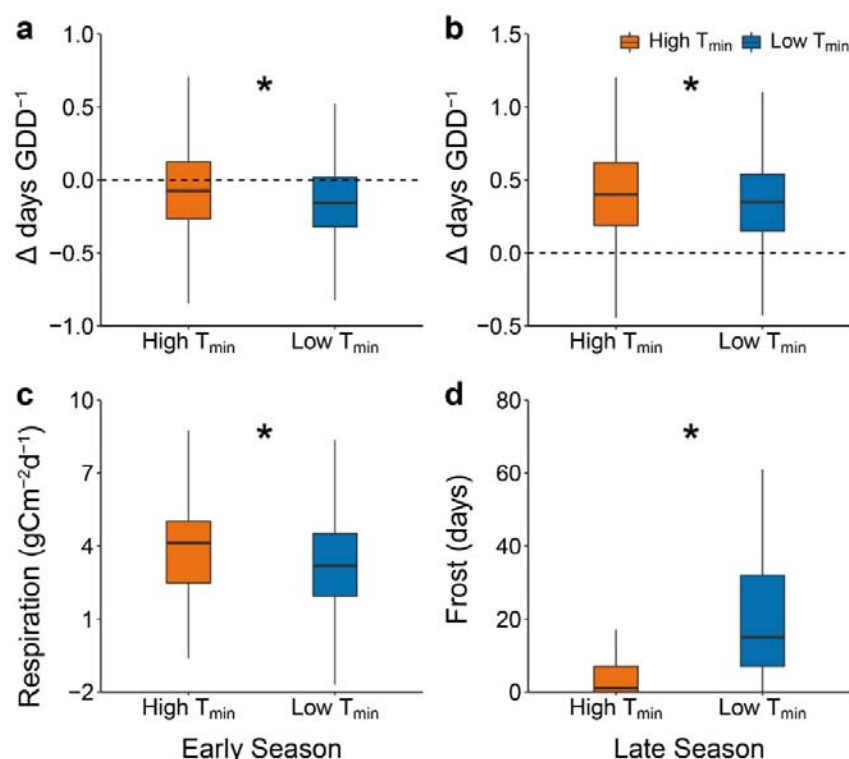 a
1.0
0.5
0.0
−0.5
−1.0
Δ days GDD⁻¹
*
High Tmin
Low Tmin
b
High Tmin
Low Tmin
1.5
1.0
0.5
0.0
−0.5
Δ days GDD⁻¹
*
High Tmin
Low Tmin
c
10
7
4
1
−2
Respiration (gCm⁻²d⁻¹)
*
High Tmin
Low Tmin
Early Season
d
80
60
40
20
0
Frost (days)
*
High Tmin
Low Tmin
Late Season